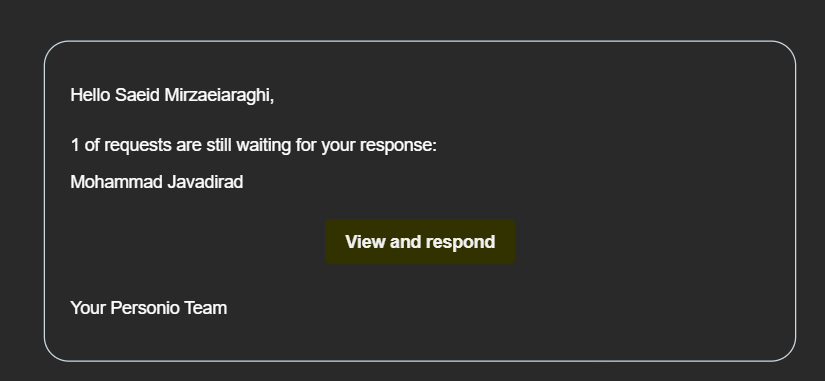 Hello Saeid Mirzaeiaraghi,
1 of requests are still waiting for your response:
Mohammad Javadirad
View and respond
Your Personio Team